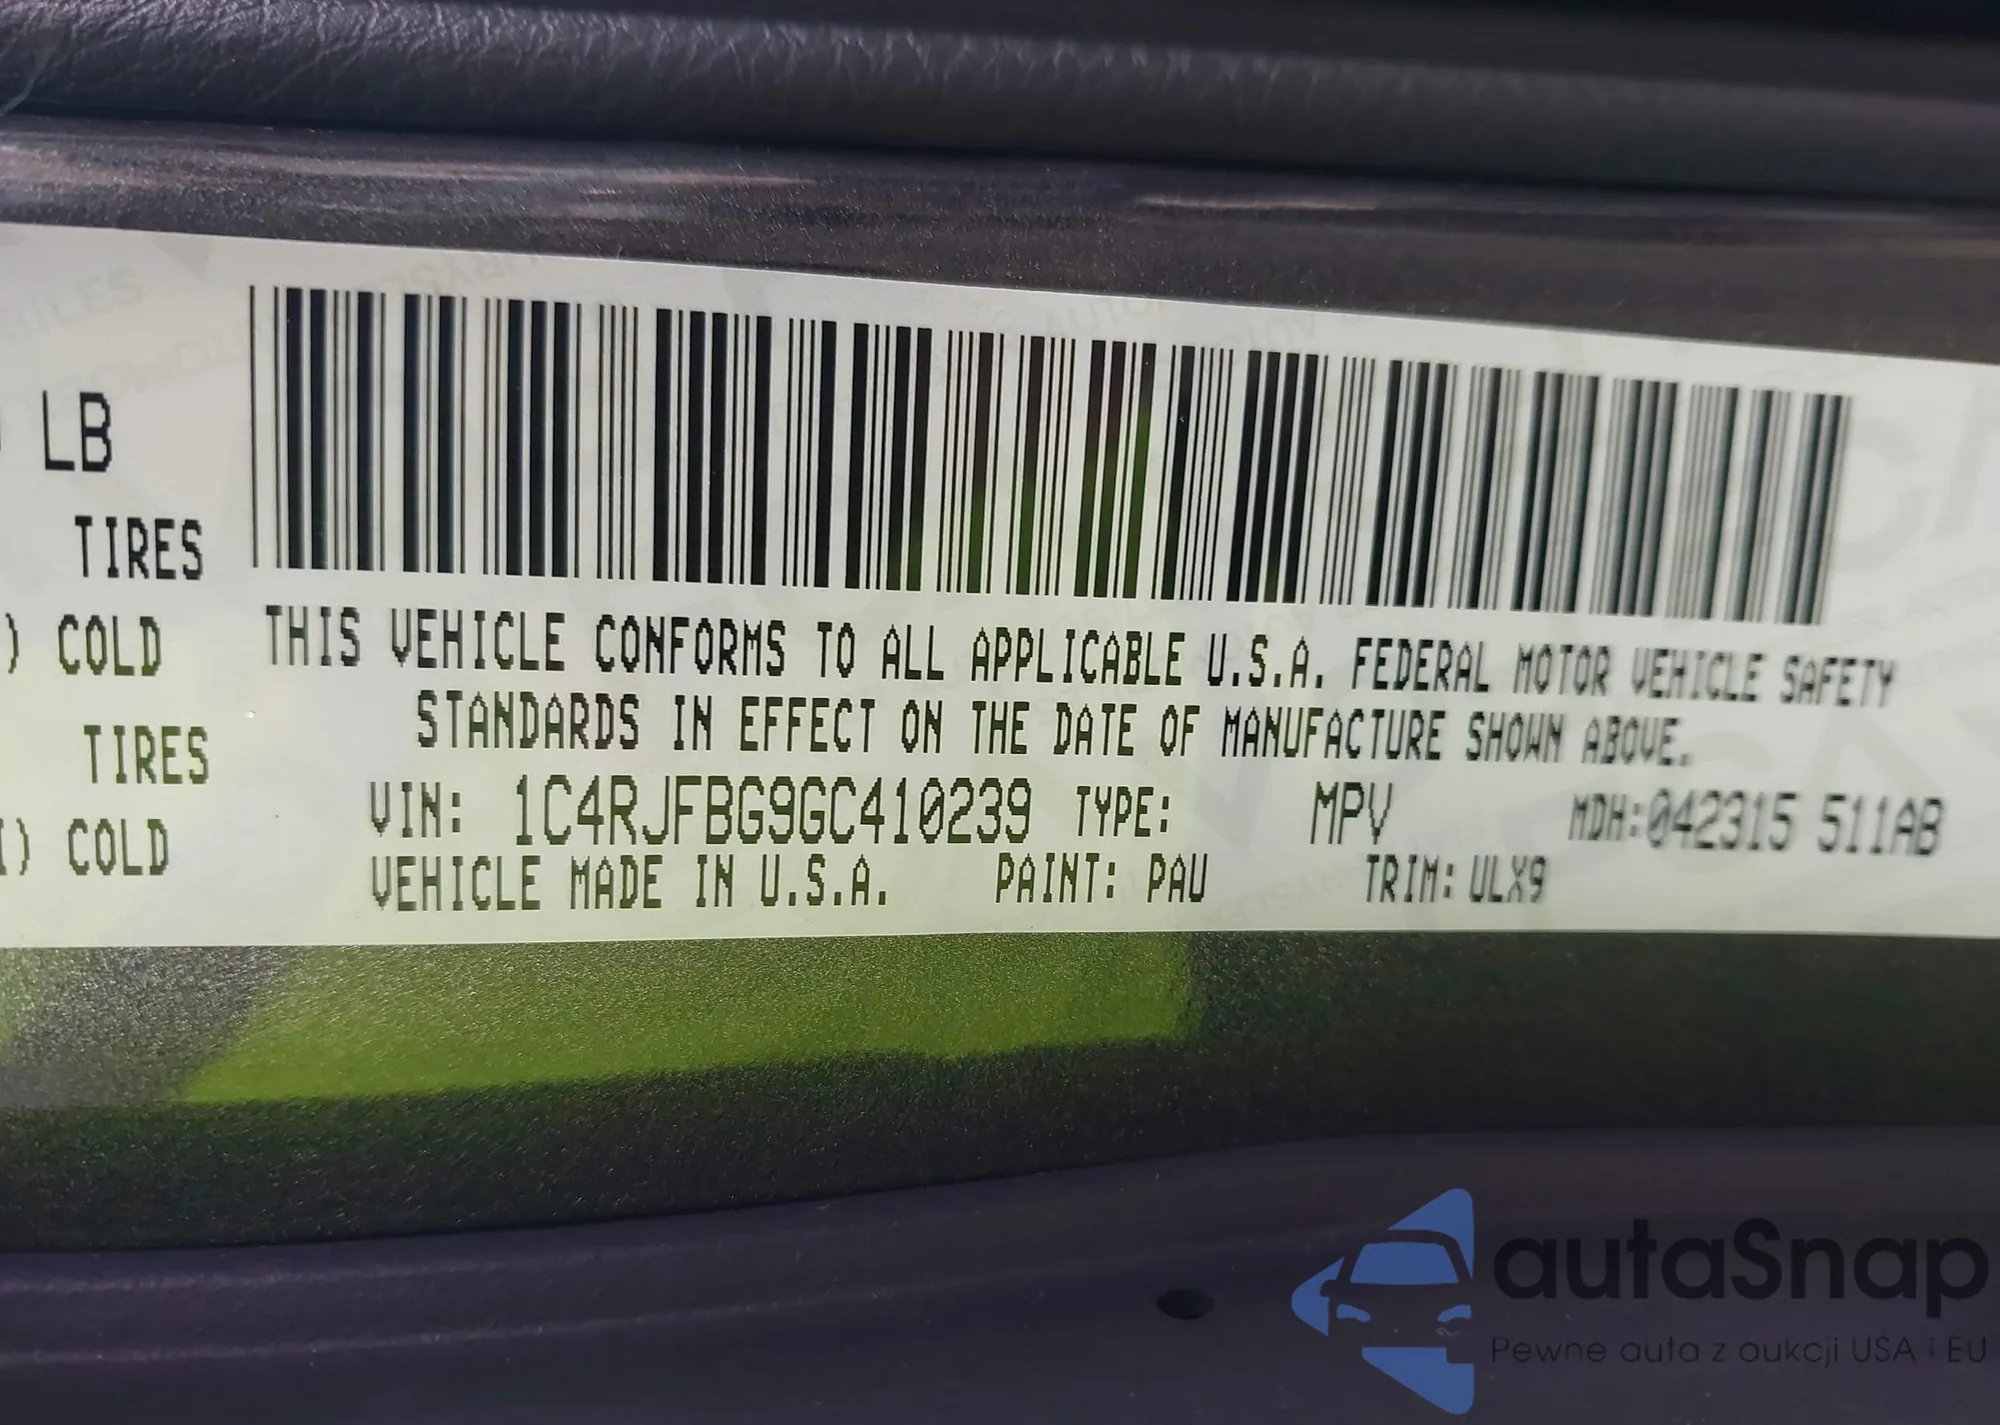 LB
TIRES
) COLD
TIRES
I) COLD
THIS VEHICLE CONFORMS TO ALL APPLICABLE U.S.A. FEDERAL MOTOR VEHICLE SAFETY
STANDARDS IN EFFECT ON THE DATE OF MANUFACTURE SHOWN ABOVE.
VIN: 1C4RJFBG9GC410239 TYPE: MPV MDH:042315 511AB
VEHICLE MADE IN U.S.A. PAINT: PAU TRIM: ULX9
autaSnap
Pewne auta z aukcji USA i EU